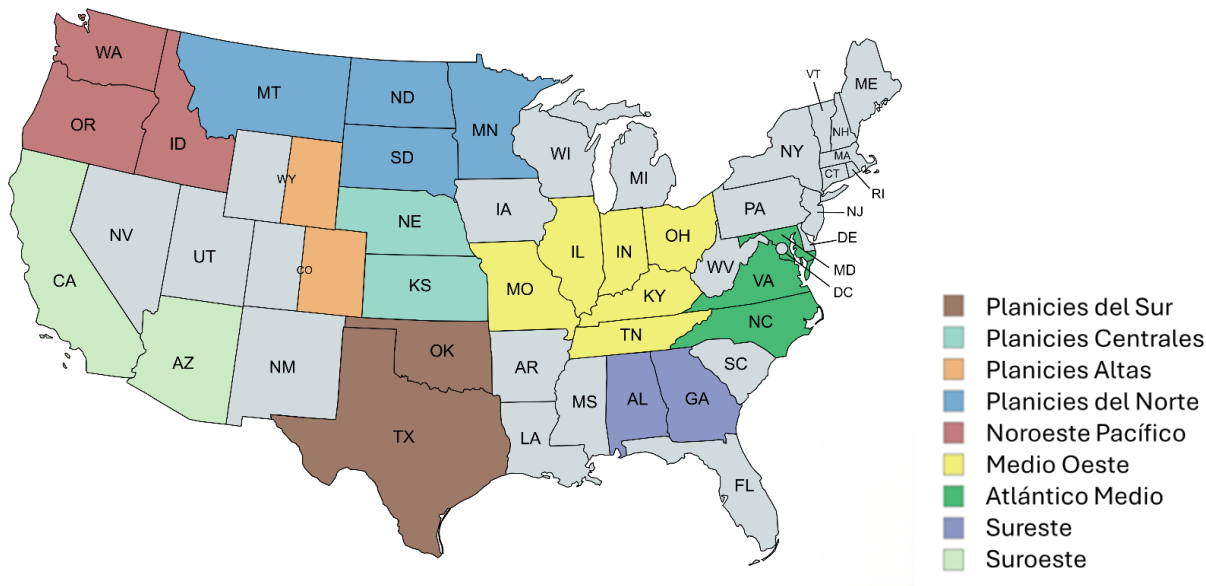 WA
MT
ND
MN
VT
ME
OR
ID
SD
WI
MI
NY
NH
MA
CT
RI
WY
NE
IA
PA
NJ
NV
UT
CO
IL
IN
OH
WV
DE
MD
DC
CA
KS
MO
KY
VA
AZ
NM
OK
AR
TN
NC
SC
TX
LA
MS
AL
GA
FL
Planicies del Sur
Planicies Centrales
Planicies Altas
Planicies del Norte
Noroeste Pacífico
Medio Oeste
Atlántico Medio
Sureste
Suroeste